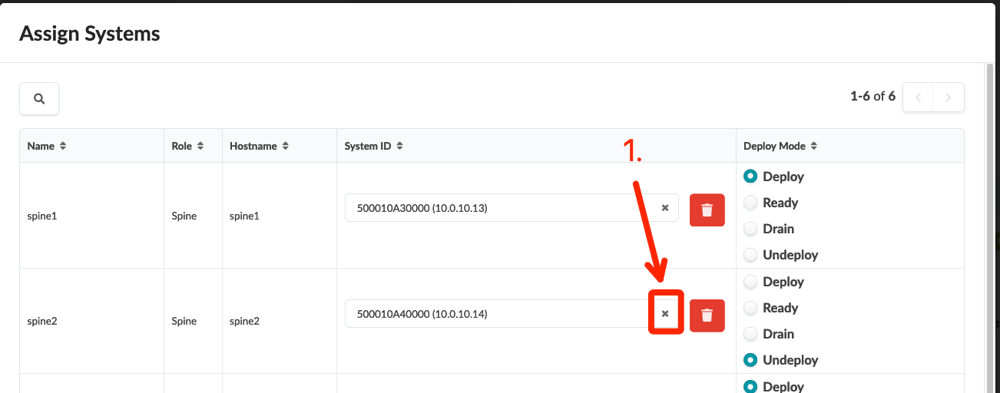 Assign Systems
1-6 of 6
Name Role Hostname System ID Deploy Mode
1.
spine1 Spine spine1 500010A30000 (10.0.10.13)
Deploy
Ready
Drain
Undeploy
spine2 Spine spine2 500010A40000 (10.0.10.14)
Deploy
Ready
Drain
Undeploy
Deploy